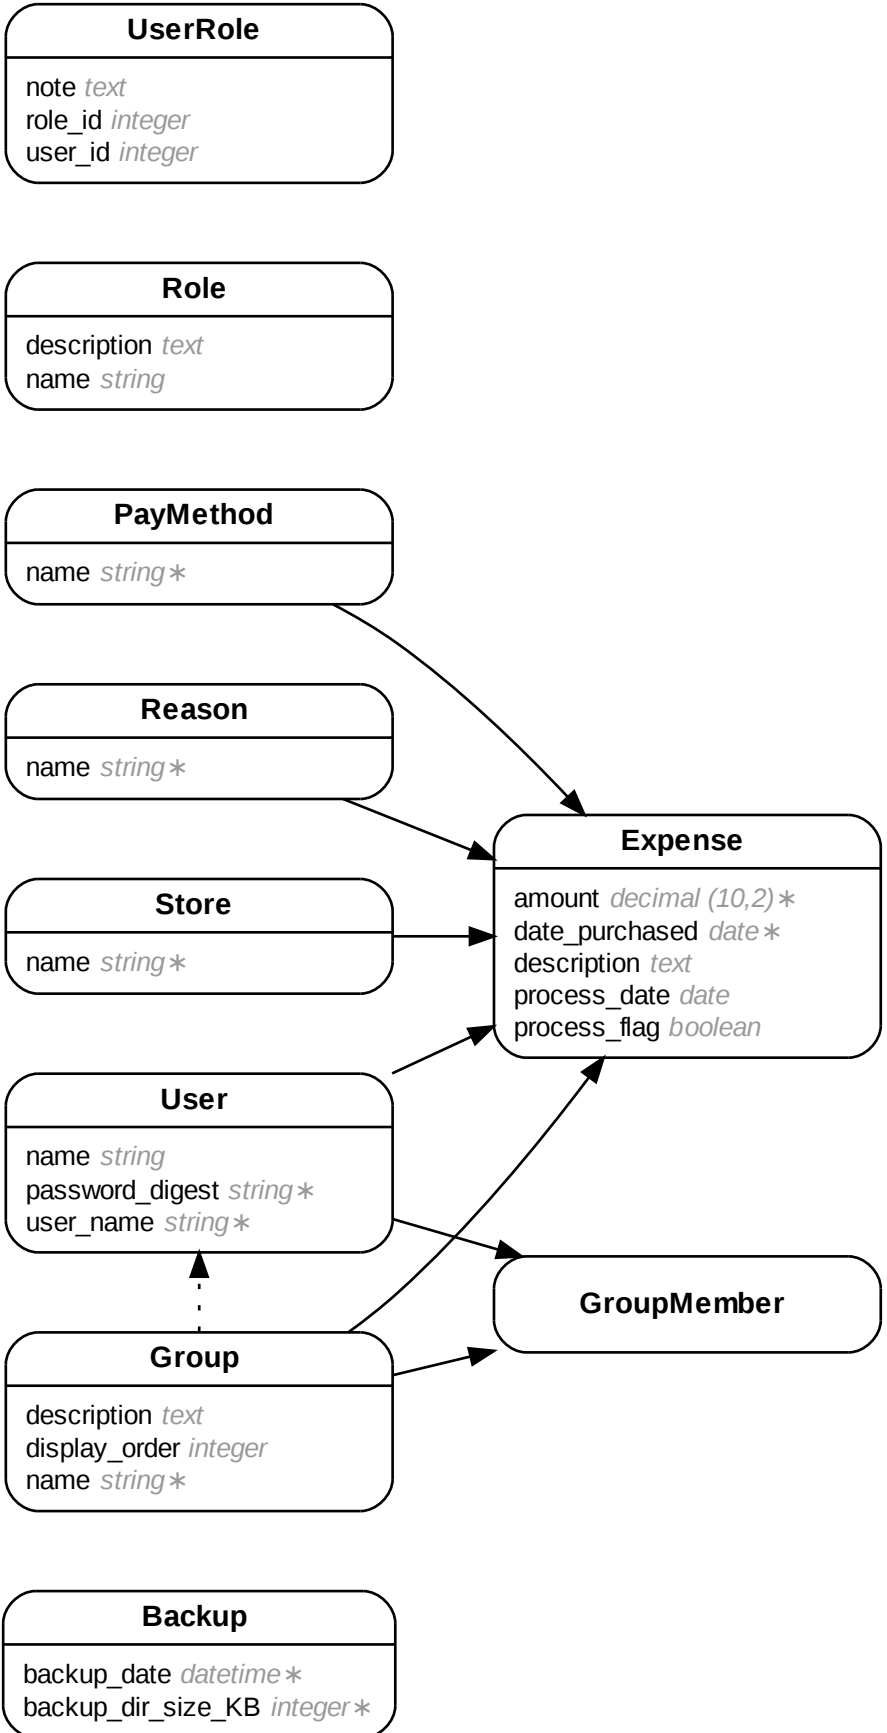 UserRole
note text
role_id integer
user_id integer
Role
description text
name string
PayMethod
name string∗
Reason
name string∗
Store
name string∗
Expense
amount decimal (10,2)∗
date_purchased date∗
description text
process_date date
process_flag boolean
User
name string
password_digest string∗
user_name string∗
GroupMember
Group
description text
display_order integer
name string∗
Backup
backup_date datetime∗
backup_dir_size_KB integer∗